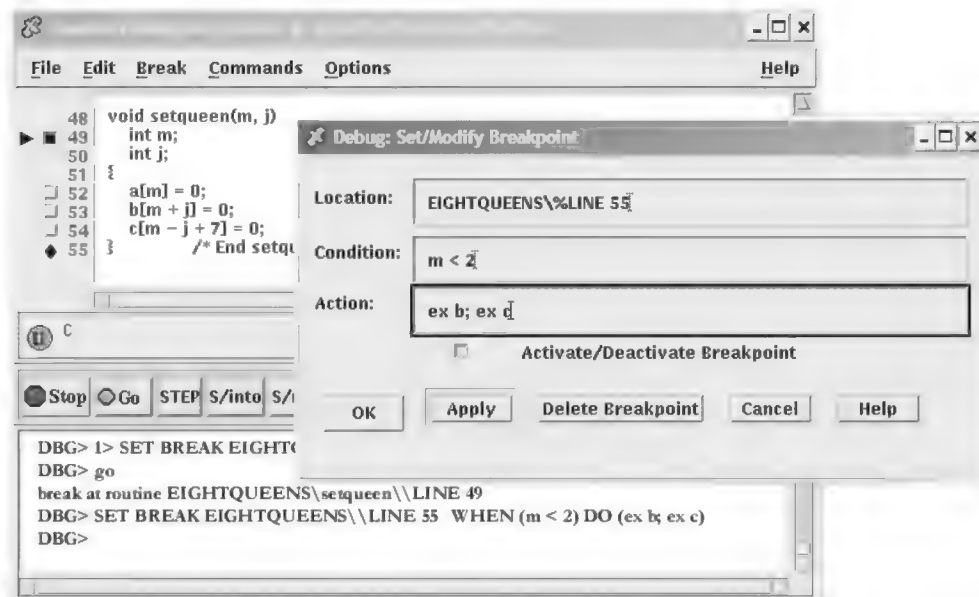 File Edit Break Commands Options Help
48 void setqueen(m, j)
49 int m;
50 int j;
51 {
52 a[m] = 0;
53 b[m + j] = 0;
54 c[m – j + 7] = 0;
55 } /* End setqu
Debug: Set/Modify Breakpoint
Location: EIGHTQUEENS\%LINE 55
Condition: m < 2
Action: ex b; ex c
Activate/Deactivate Breakpoint
OK Apply Delete Breakpoint Cancel Help
C
Stop Go STEP S/into S/
DBG> 1> SET BREAK EIGHTQ
DBG> go
break at routine EIGHTQUEENS\setqueen\\LINE 49
DBG> SET BREAK EIGHTQUEENS\\LINE 55 WHEN (m < 2) DO (ex b; ex c)
DBG>